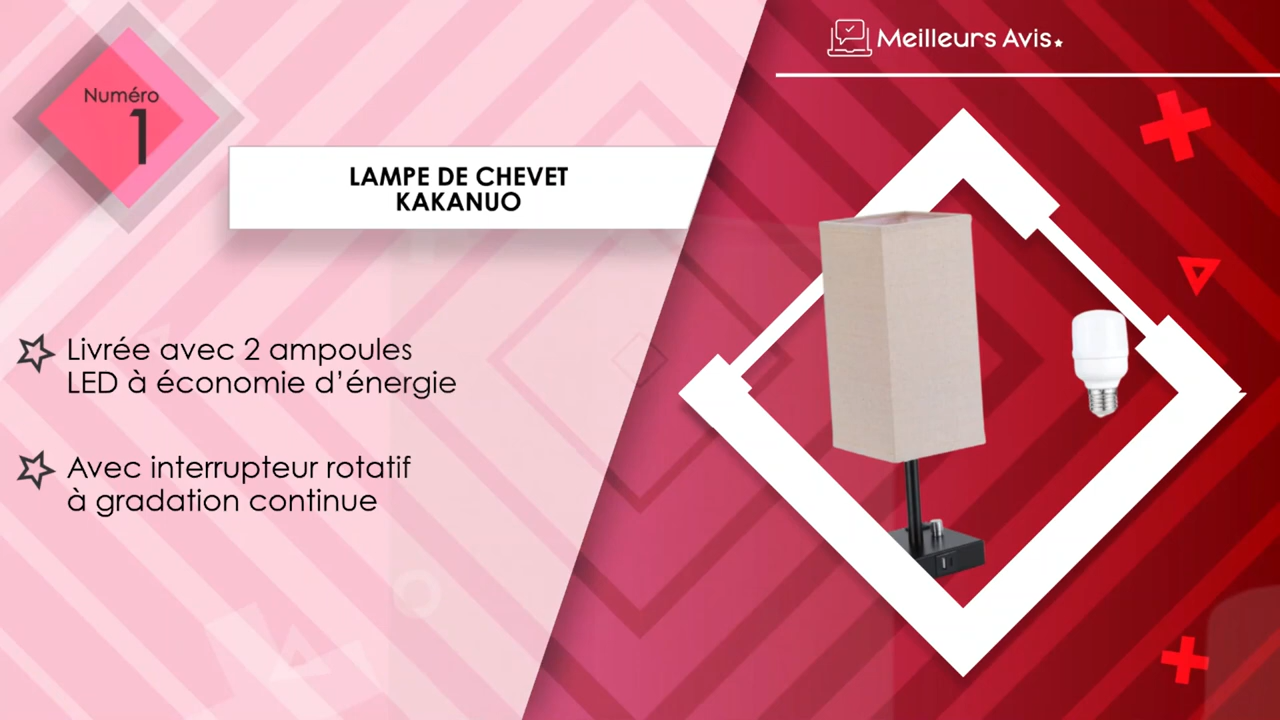 Meilleurs Avis
Numéro
1
LAMPE DE CHEVET
KAKANUO
Livrée avec 2 ampoules
LED à économie d’énergie
Avec interrupteur rotatif
à gradation continue